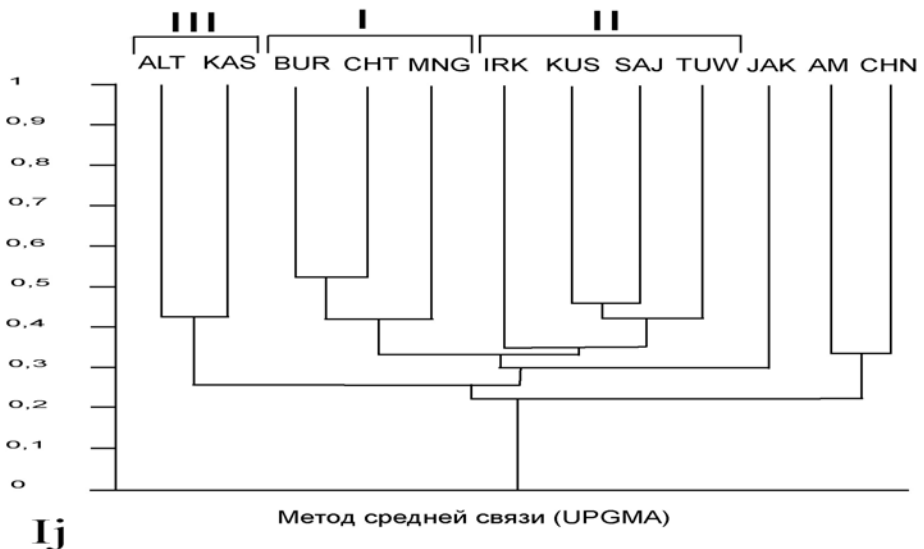 III I II
ALT KAS BUR CHT MNG IRK KUS SAJ TUW JAK AM CHN
1
0,9
0,8
0,7
0,6
0,5
0,4
0,3
0,2
0,1
0
Ij
Метод средней связи (UPGMA)